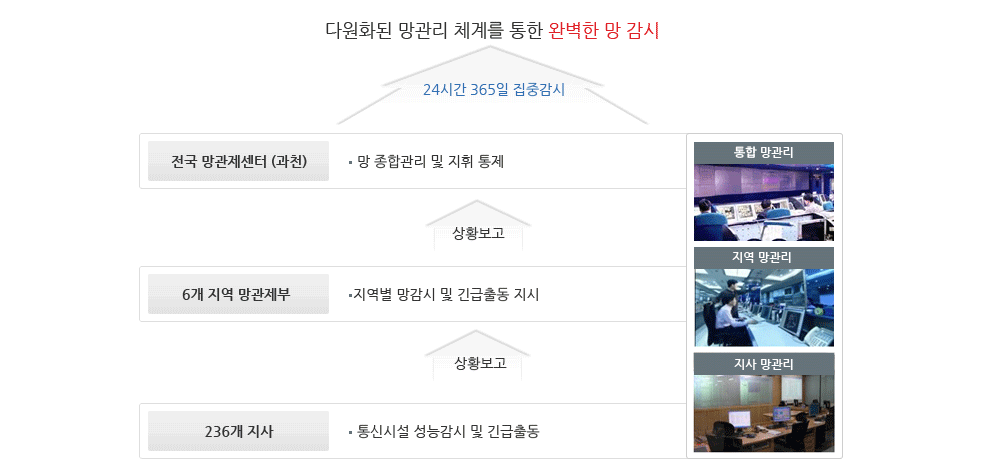 다원화된 망관리 체계를 통한 완벽한 망 감시
24시간 365일 집중감시
전국 망관제센터 (과천)
▪ 망 종합관리 및 지휘 통제
통합 망관리
상황보고
지역 망관리
6개 지역 망관제부
▪지역별 망감시 및 긴급출동 지시
상황보고
지사 망관리
236개 지사
▪ 통신시설 성능감시 및 긴급출동